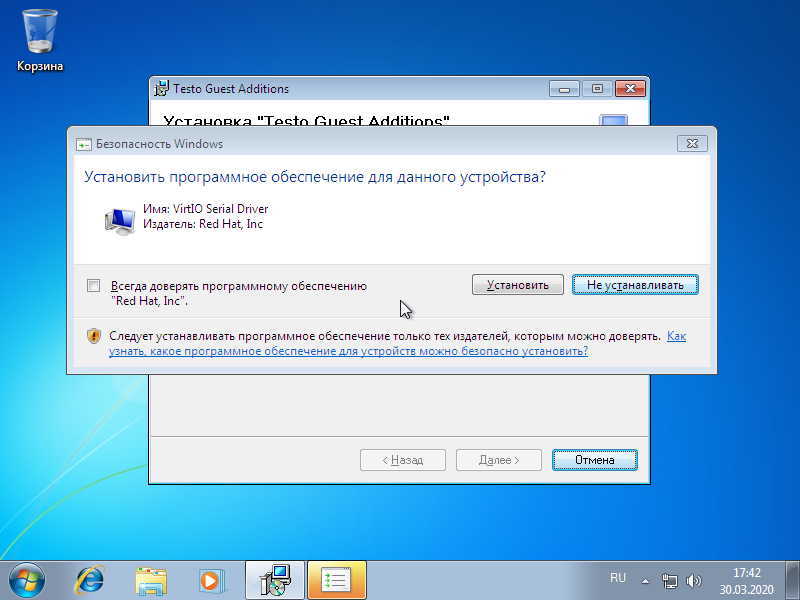 Корзина
Testo Guest Additions
Установка "Testo Guest Additions"
Безопасность Windows
Установить программное обеспечение для данного устройства?
Имя: VirtIO Serial Driver
Издатель: Red Hat, Inc
Всегда доверять программному обеспечению
"Red Hat, Inc".
Установить
Не устанавливать
Следует устанавливать программное обеспечение только тех издателей, которым можно доверять. Как
узнать, какое программное обеспечение для устройств можно безопасно установить?
< Назад
Далее >
Отмена
RU
17:42
30.03.2020